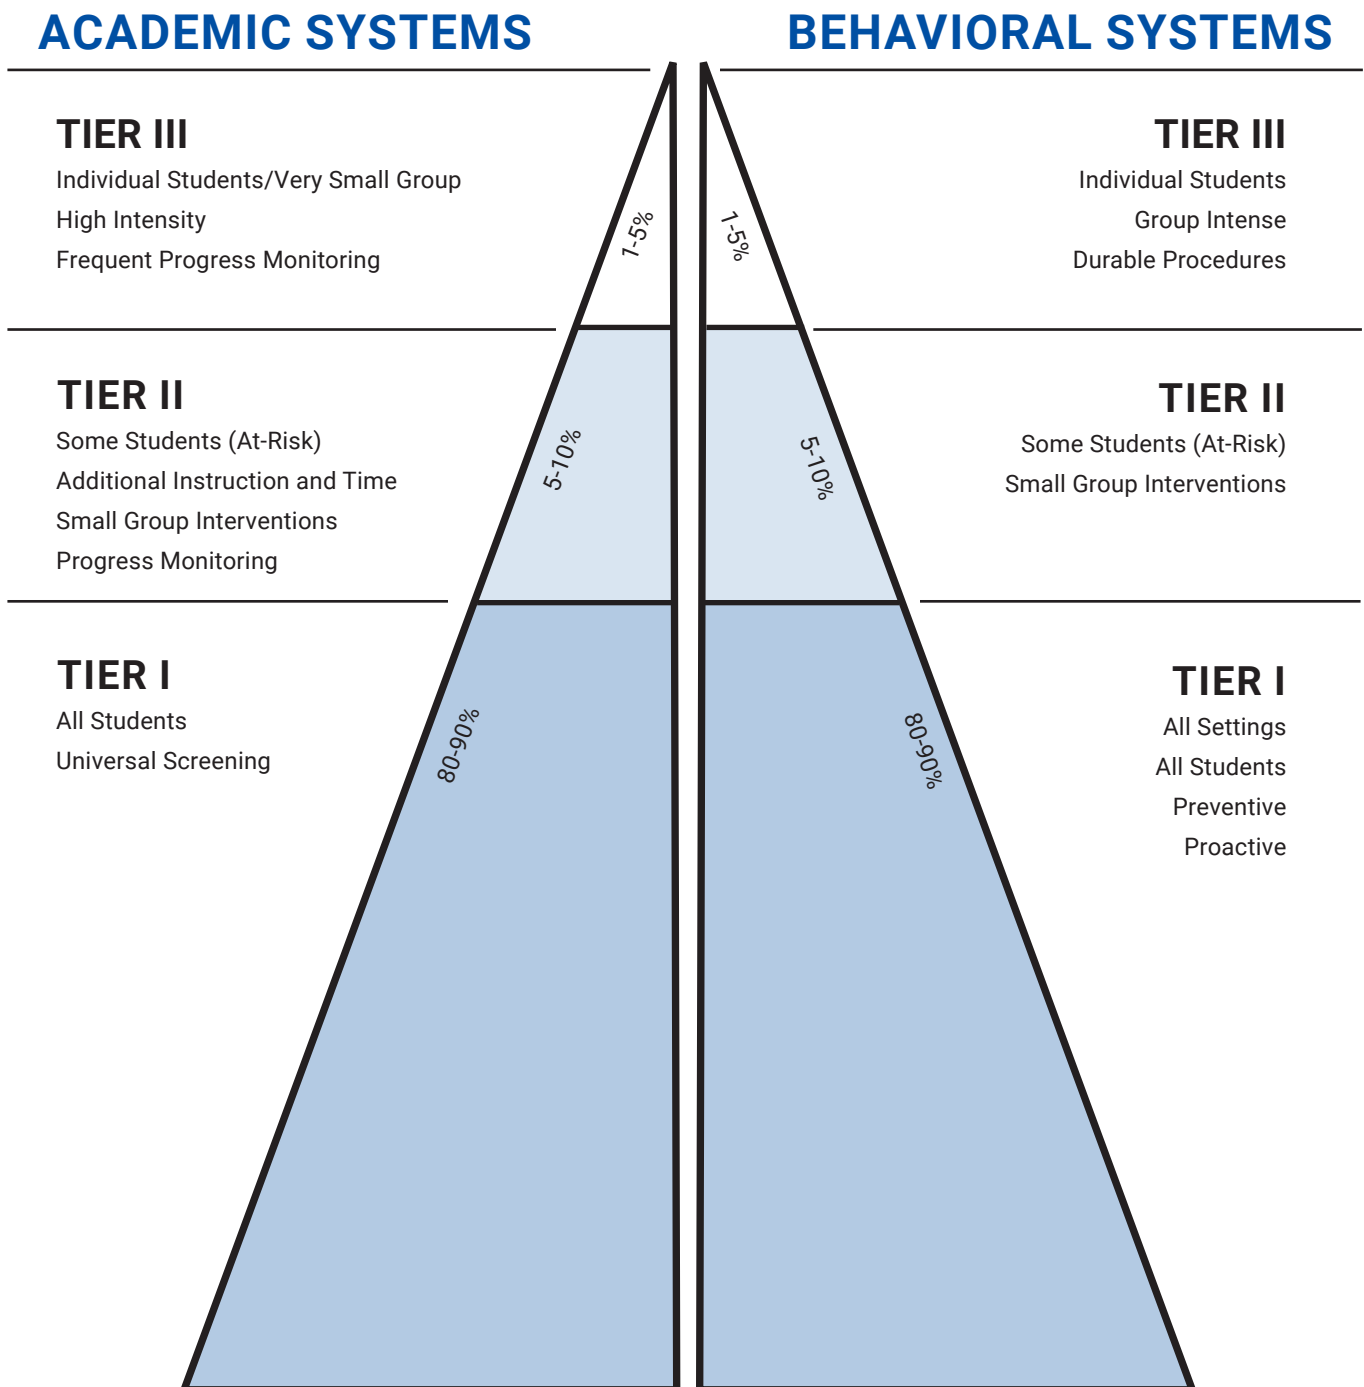 ACADEMIC SYSTEMS
TIER III
Individual Students/Very Small Group
High Intensity
Frequent Progress Monitoring
1-5%
TIER II
Some Students (At-Risk)
Additional Instruction and Time
Small Group Interventions
Progress Monitoring
5-10%
TIER I
All Students
Universal Screening
80-90%
BEHAVIORAL SYSTEMS
TIER III
Individual Students
Group Intense
Durable Procedures
1-5%
TIER II
Some Students (At-Risk)
Small Group Interventions
5-10%
TIER I
All Settings
All Students
Preventive
Proactive
80-90%